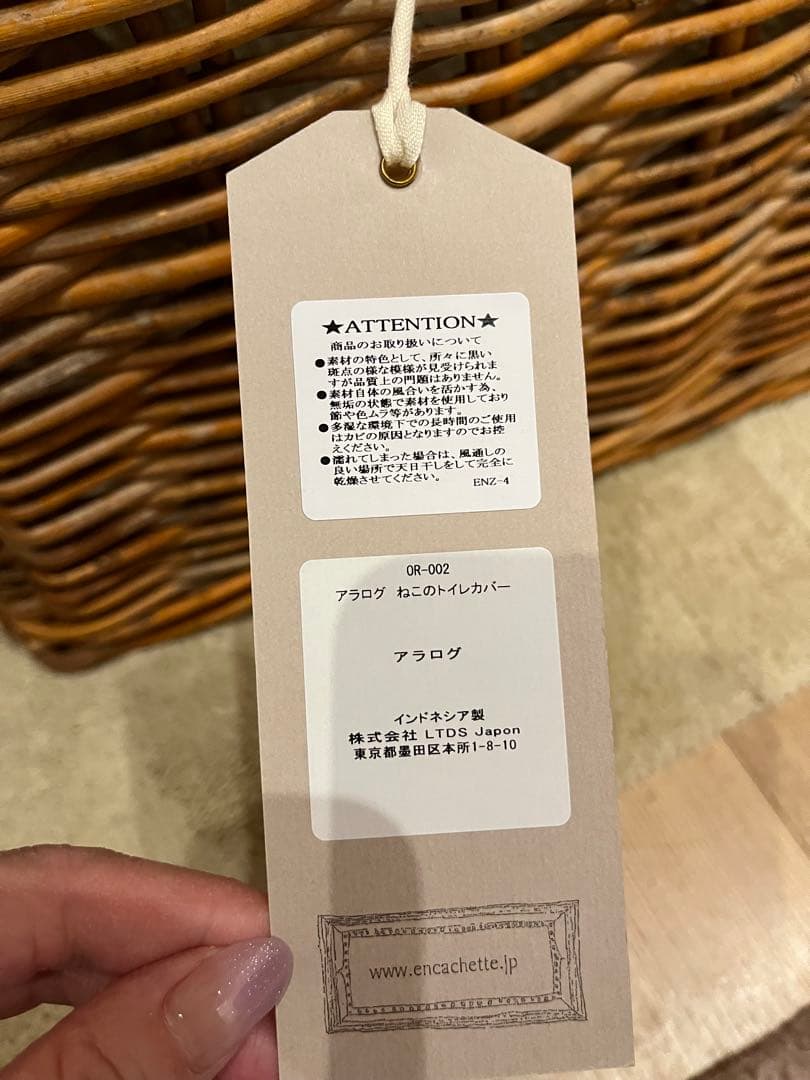 ★ATTENTION★
商品のお取り扱いについて
●素材の特色として、所々に黒い
斑点の様な模様が見受けられま
すが品質上の問題はありません。
●素材自体の風合いを活かす為、
無垢の状態で素材を使用しており
節や色ムラ等があります。
●多湿な環境下での長時間のご使用
はカビの原因となりますのでお控
えください。
●濡れてしまった場合は、風通しの
良い場所で天日干しをして完全に
乾燥させてください。 ENZ-4
OR-002
アラログ ねこのトイレカバー
アラログ
インドネシア製
株式会社 LTDS Japon
東京都墨田区本所1-8-10
www.encachette.jp